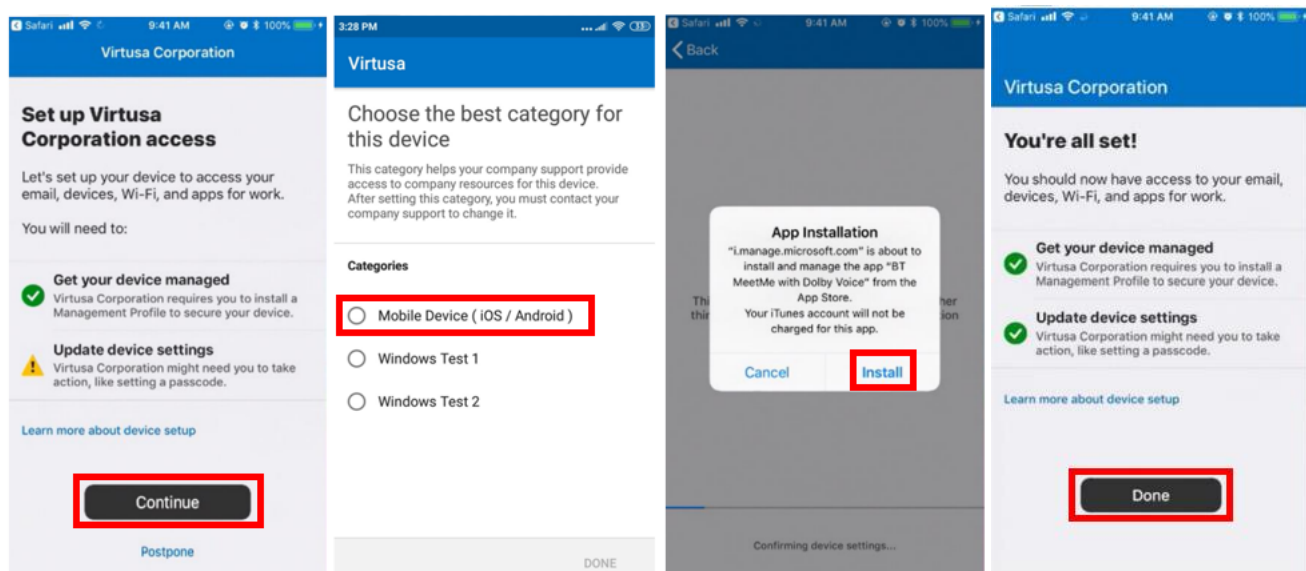 Safari 9:41 AM 100%
Virtusa Corporation
Set up Virtusa
Corporation access
Let's set up your device to access your
email, devices, Wi-Fi, and apps for work.
You will need to:
Get your device managed
Virtusa Corporation requires you to install a
Management Profile to secure your device.
Update device settings
Virtusa Corporation might need you to take
action, like setting a passcode.
Learn more about device setup
Continue
Postpone
3:28 PM
Virtusa
Choose the best category for
this device
This category helps your company support provide
access to company resources for this device.
After setting this category, you must contact your
company support to change it.
Categories
Mobile Device ( iOS / Android )
Windows Test 1
Windows Test 2
DONE
Safari 9:41 AM 100%
Back
App Installation
"i.manage.microsoft.com" is about to
install and manage the app "BT
MeetMe with Dolby Voice" from the
App Store.
Your iTunes account will not be
charged for this app.
Cancel Install
Confirming device settings...
Safari 9:41 AM 100%
Virtusa Corporation
You're all set!
You should now have access to your email,
devices, Wi-Fi, and apps for work.
Get your device managed
Virtusa Corporation requires you to install a
Management Profile to secure your device.
Update device settings
Virtusa Corporation might need you to take
action, like setting a passcode.
Learn more about device setup
Done